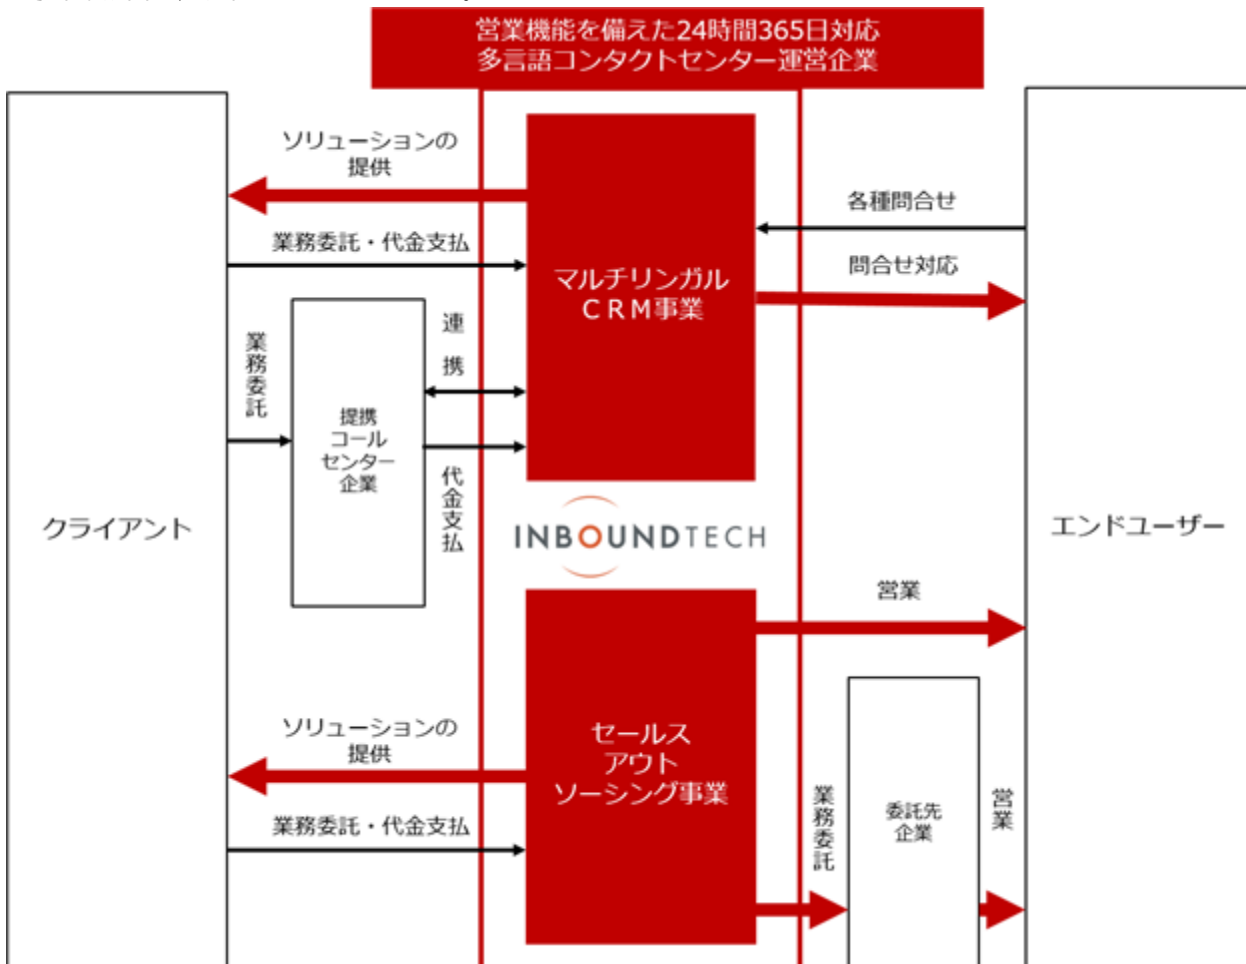 営業機能を備えた24時間365日対応
多言語コンタクトセンター運営企業
ソリューションの
提供
業務委託・代金支払
マルチリンガル
ＣＲＭ事業
各種問合せ
問合せ対応
業務委託
連携
提携
コール
センター
企業
代金支払
クライアント
INBOUNDTECH
エンドユーザー
営業
ソリューションの
提供
業務委託・代金支払
セールス
アウト
ソーシング事業
業務委託
委託先
企業
営業